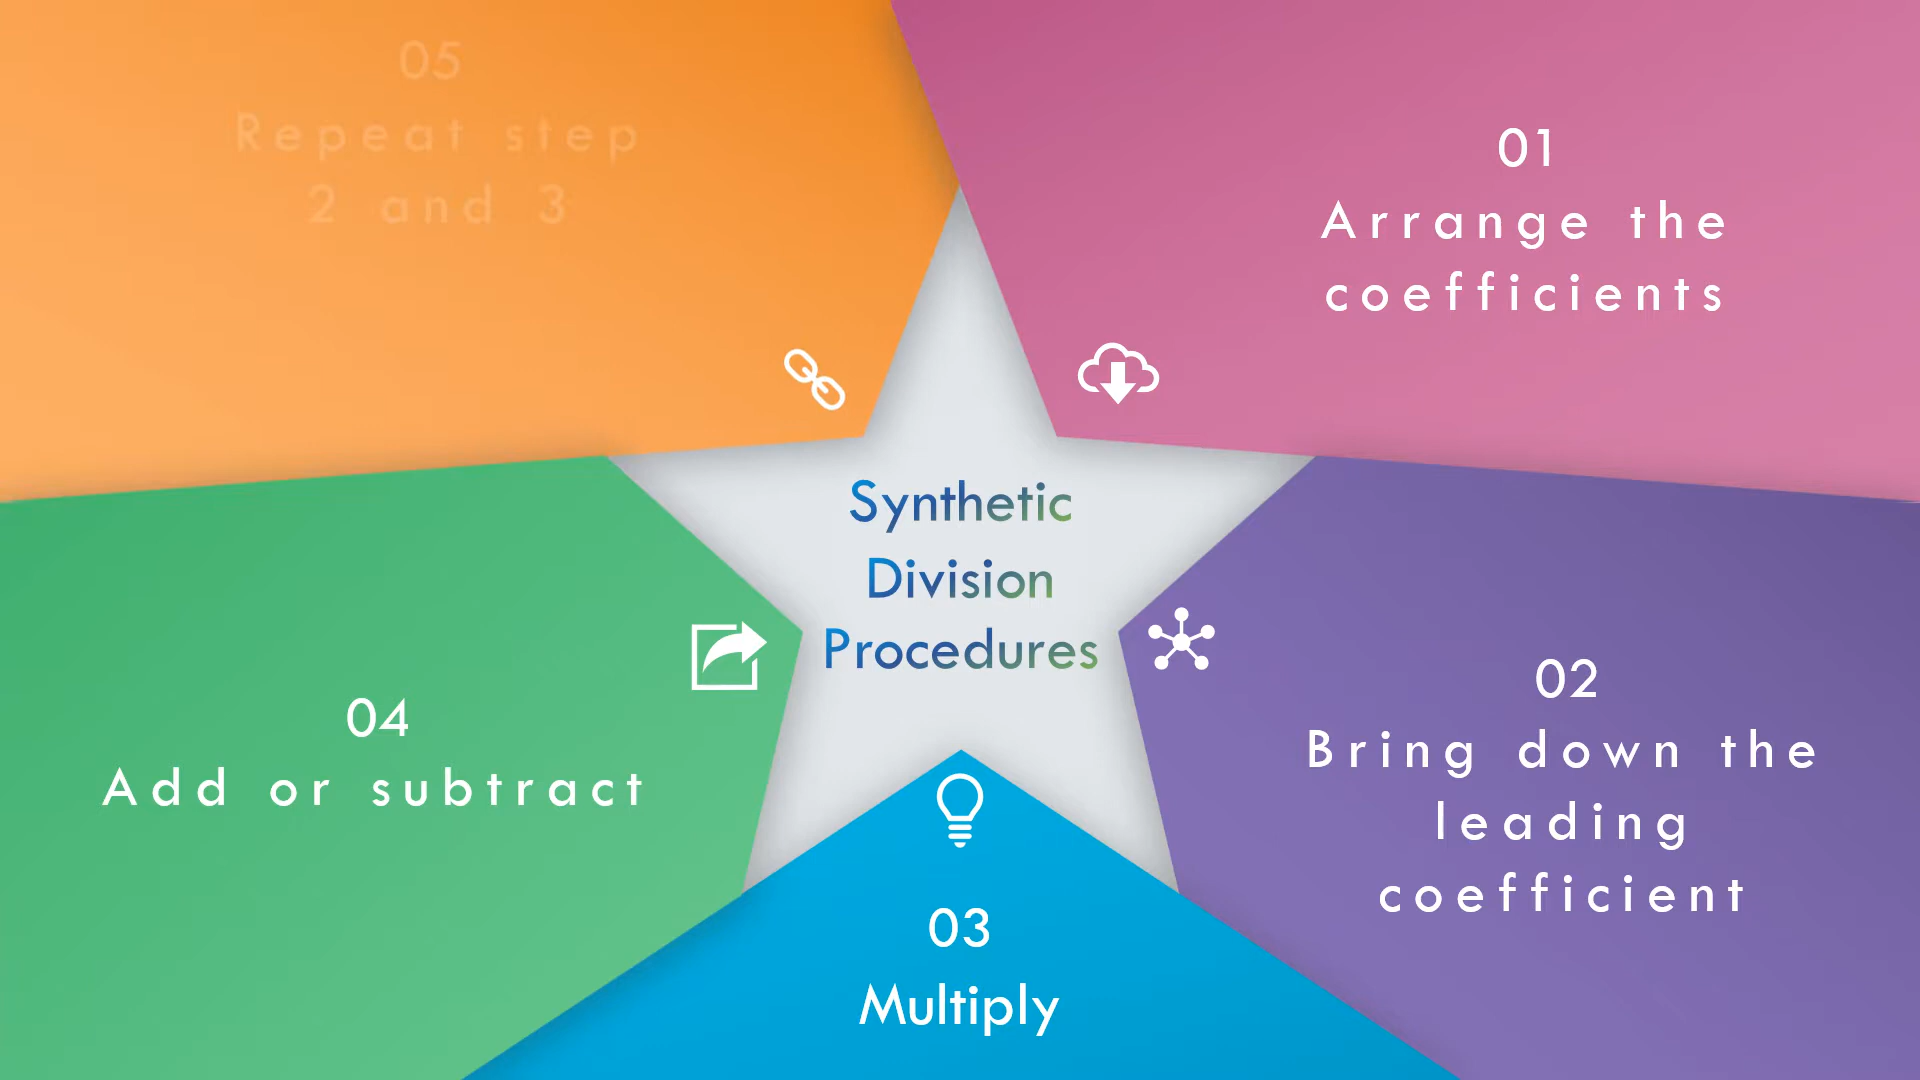 Synthetic
Division
Procedures
01
Arrange the
coefficients
02
Bring down the
leading
coefficient
03
Multiply
04
Add or subtract
05
Repeat step
2 and 3